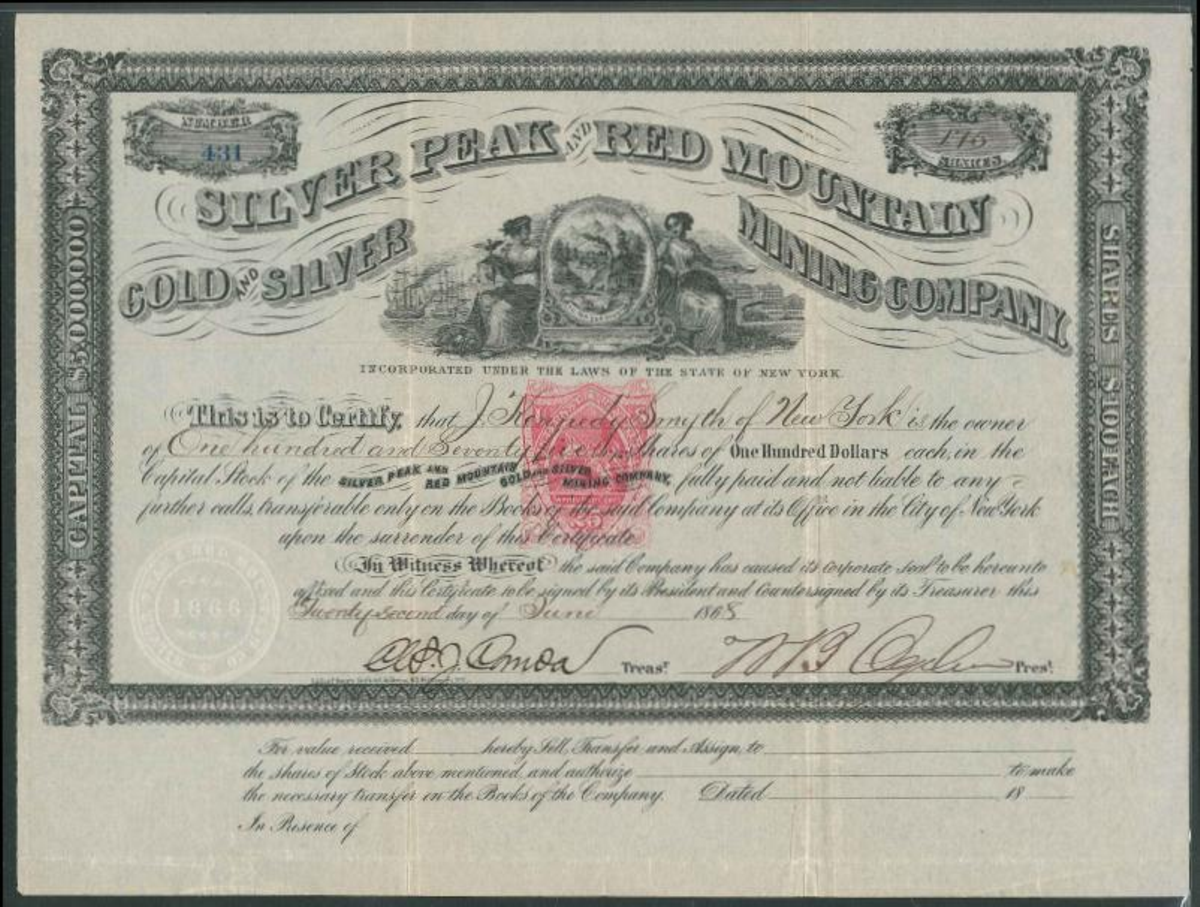 NUMBER
431
175
SHARES
SILVER PEAK AND RED MOUNTAIN
GOLD AND SILVER MINING COMPANY.
CAPITAL $5,000,000
SHARES $100 EACH
INCORPORATED UNDER THE LAWS OF THE STATE OF NEW YORK.
This is to Certify, that J. Kennedy Smyth of New York is the owner
of One hundred and Seventy five shares of One Hundred Dollars each, in the
Capital Stock of the SILVER PEAK AND RED MOUNTAIN GOLD AND SILVER MINING COMPANY, fully paid and not liable to any
further calls, transferable only on the Books of the said Company at its Office in the City of New York
upon the surrender of this Certificate
In Witness Whereof the said Company has caused its corporate Seal to be hereunto
affixed and this Certificate to be signed by its President and Countersigned by its Treasurer this
Twenty Second day of June 1868
1866
Treast. W B Ogden Prest.
For value received hereby Sell, Transfer and Assign, to
the shares of Stock above mentioned, and authorize to make
the necessary transfer on the Books of the Company. Dated 18
In Presence of